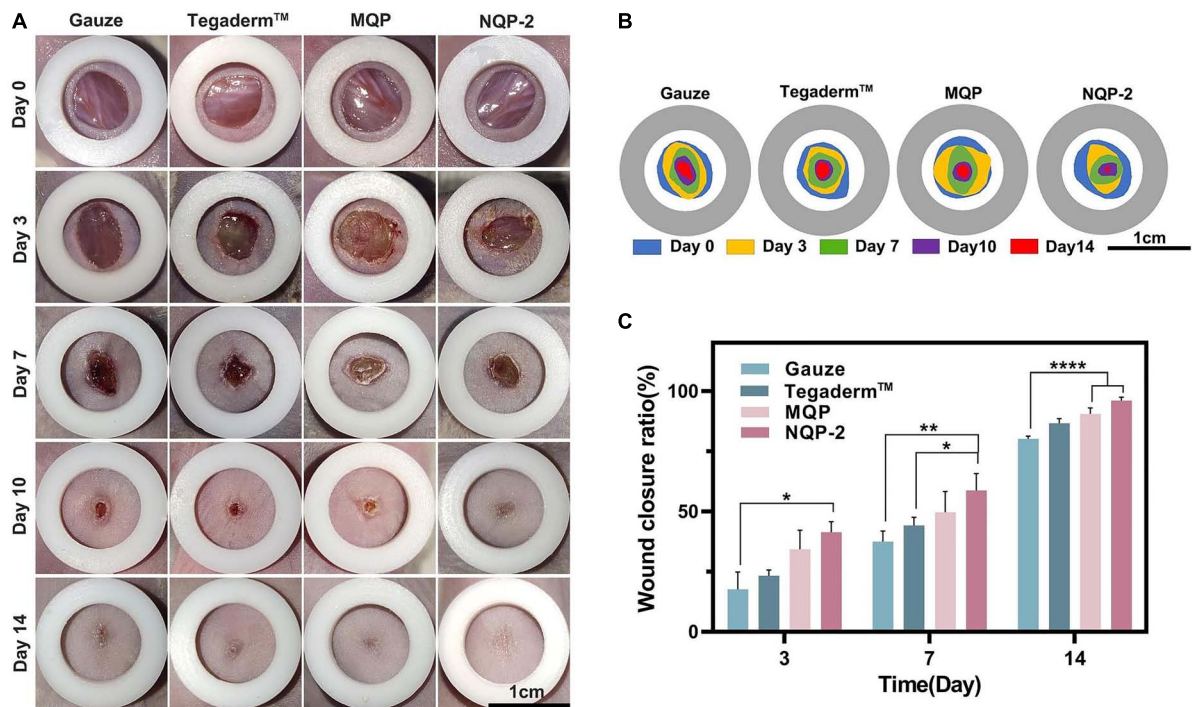 A
Gauze Tegaderm™ MQP NQP-2
Day 0
Day 3
Day 7
Day 10
Day 14
1cm
B
Gauze Tegaderm™ MQP NQP-2
Day 0 Day 3 Day 7 Day10 Day14
1cm
C
Wound closure ratio(%)
100
50
0
Gauze
Tegaderm™
MQP
NQP-2
*
**
*
****
3 7 14
Time(Day)